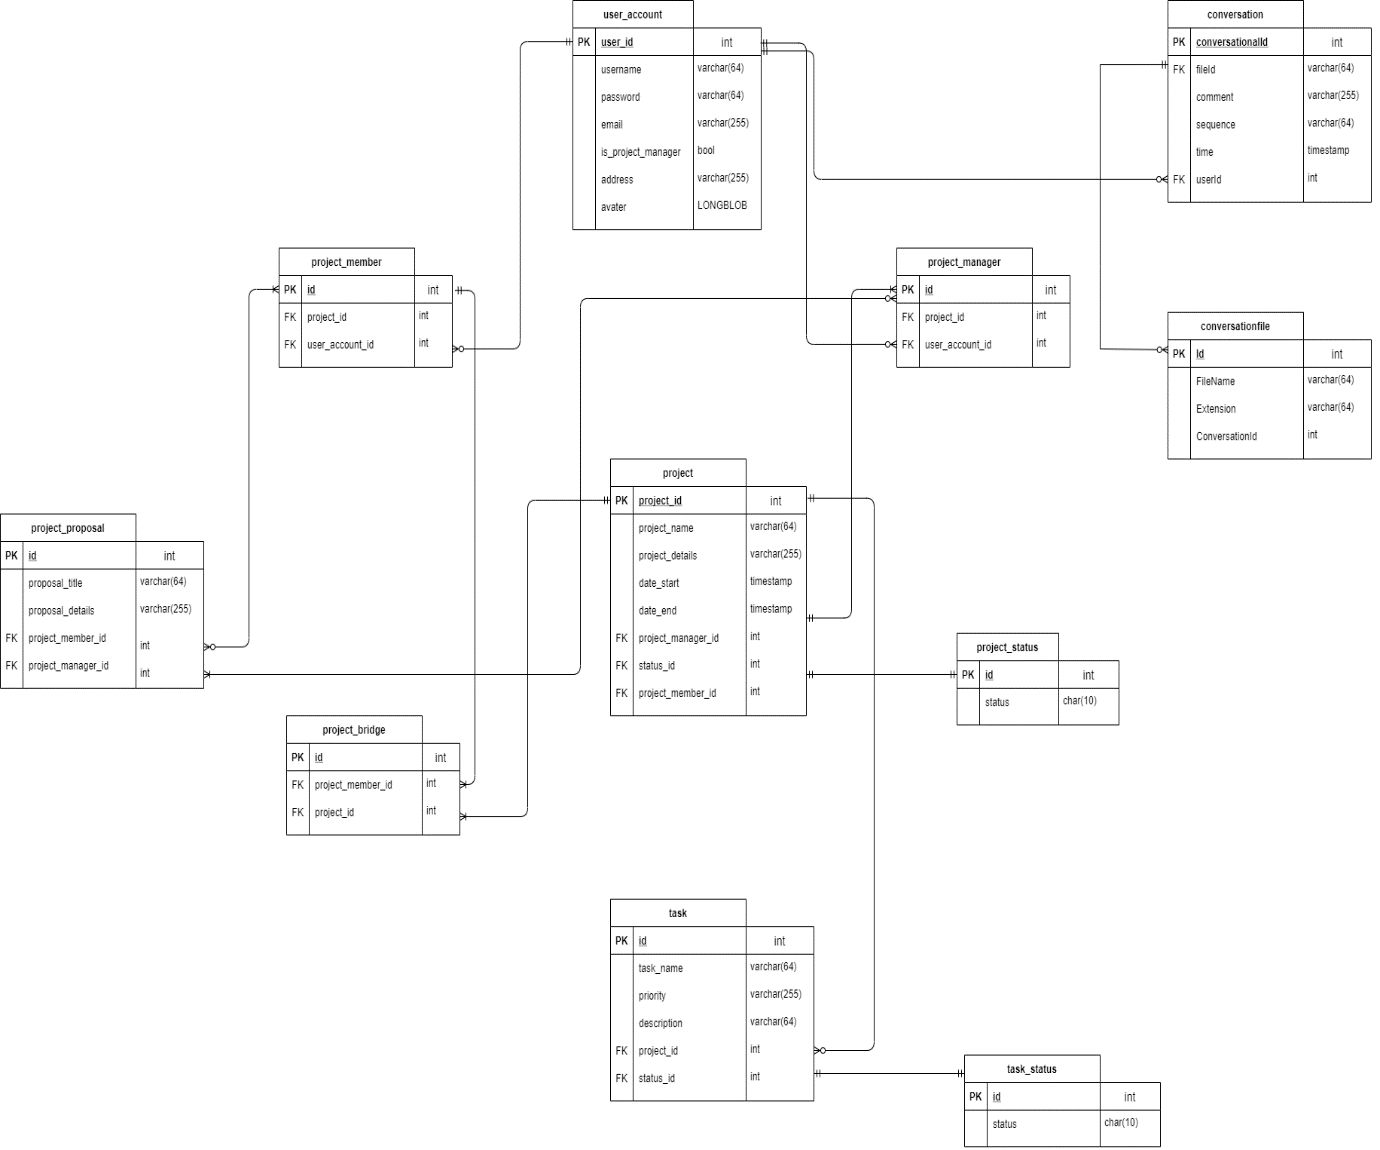 user_account
PK user_id int
username varchar(64)
password varchar(64)
email varchar(255)
is_project_manager bool
address varchar(255)
avater LONGBLOB
conversation
PK conversationalId int
FK fileId varchar(64)
comment varchar(255)
sequence varchar(64)
time timestamp
FK userId int
project_member
PK id int
FK project_id int
FK user_account_id int
project_manager
PK id int
FK project_id int
FK user_account_id int
conversationfile
PK Id int
FileName varchar(64)
Extension varchar(64)
ConversationId int
project
PK project_id int
project_name varchar(64)
project_details varchar(255)
date_start timestamp
date_end timestamp
FK project_manager_id int
FK status_id int
FK project_member_id int
project_proposal
PK id int
proposal_title varchar(64)
proposal_details varchar(255)
FK project_member_id int
FK project_manager_id int
project_status
PK id int
status char(10)
project_bridge
PK id int
FK project_member_id int
FK project_id int
task
PK id int
task_name varchar(64)
priority varchar(255)
description varchar(64)
FK project_id int
FK status_id int
task_status
PK id int
status char(10)